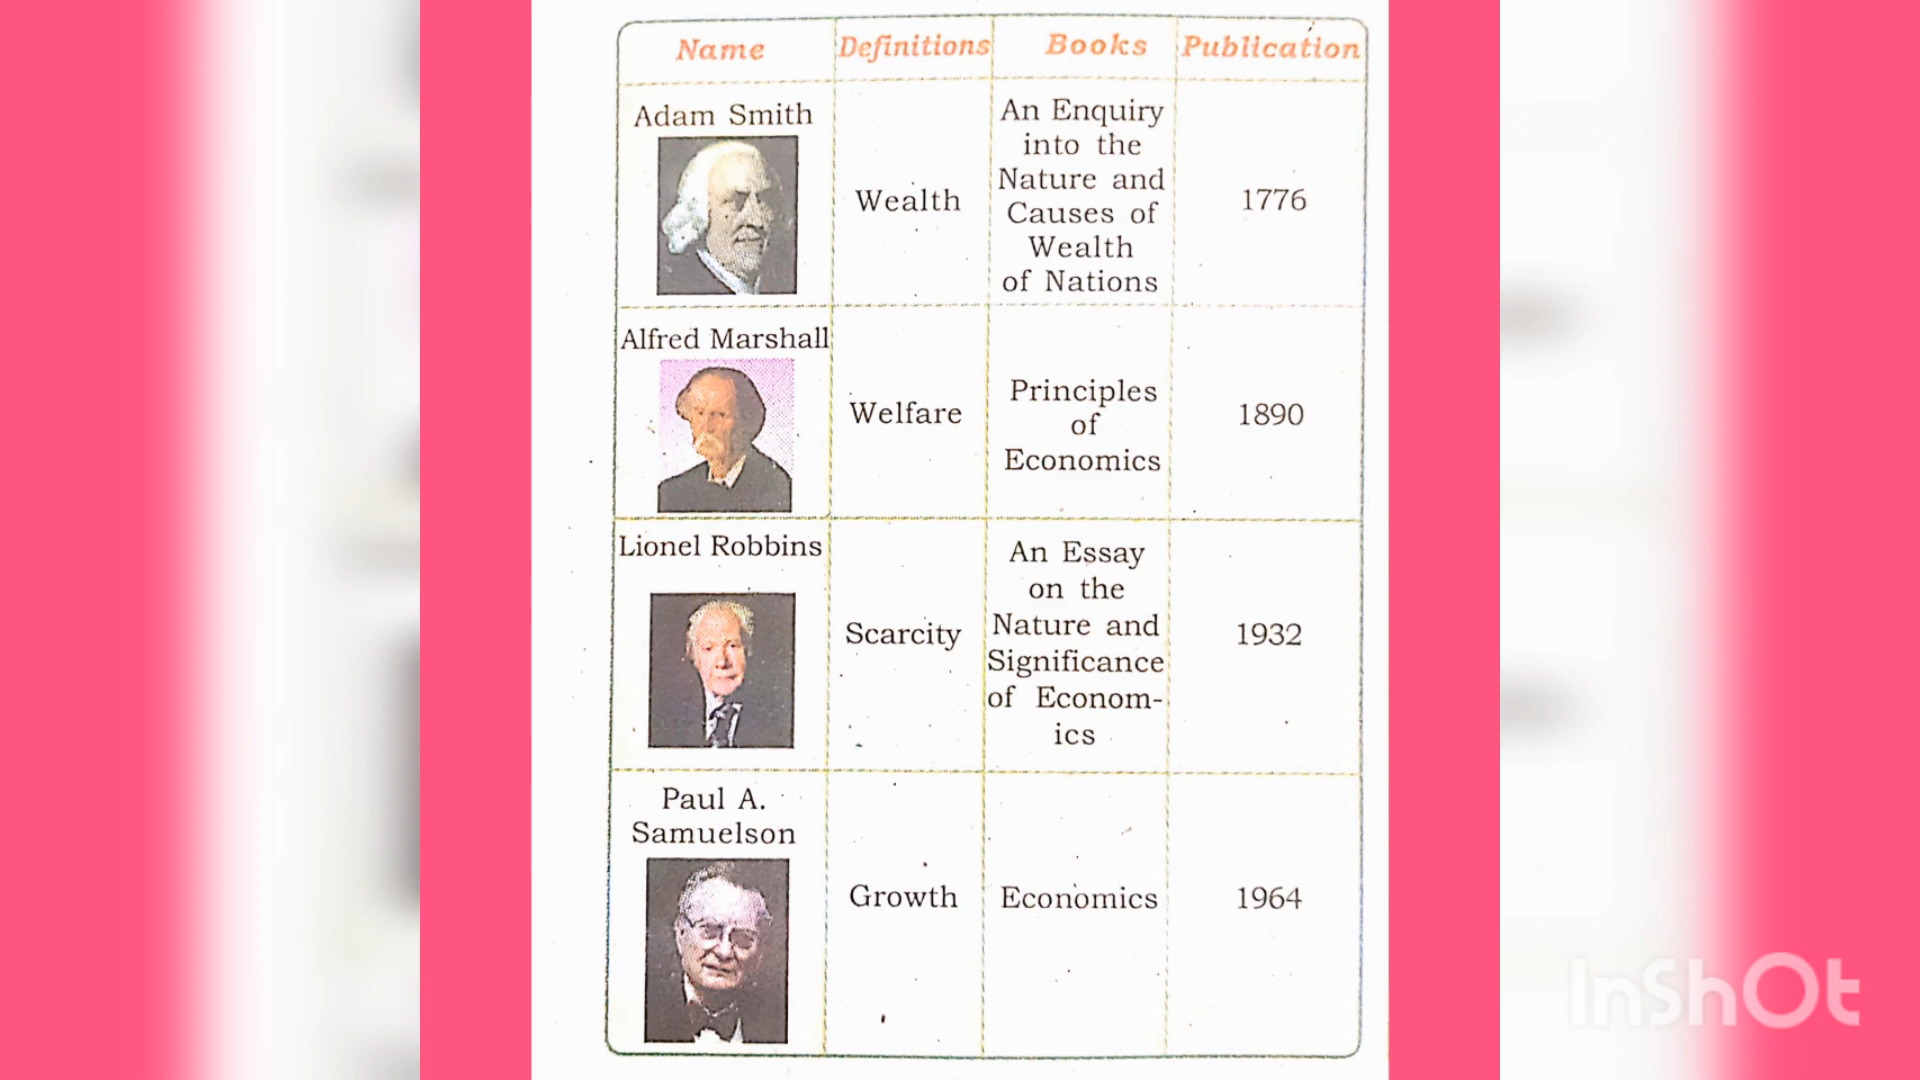 Name Definitions Books Publication
Adam Smith
Wealth
An Enquiry
into the
Nature and
Causes of
Wealth
of Nations
1776
Alfred Marshall
Welfare
Principles
of
Economics
1890
Lionel Robbins
Scarcity
An Essay
on the
Nature and
Significance
of Econom-
ics
1932
Paul A.
Samuelson
Growth
Economics
1964
InShOt